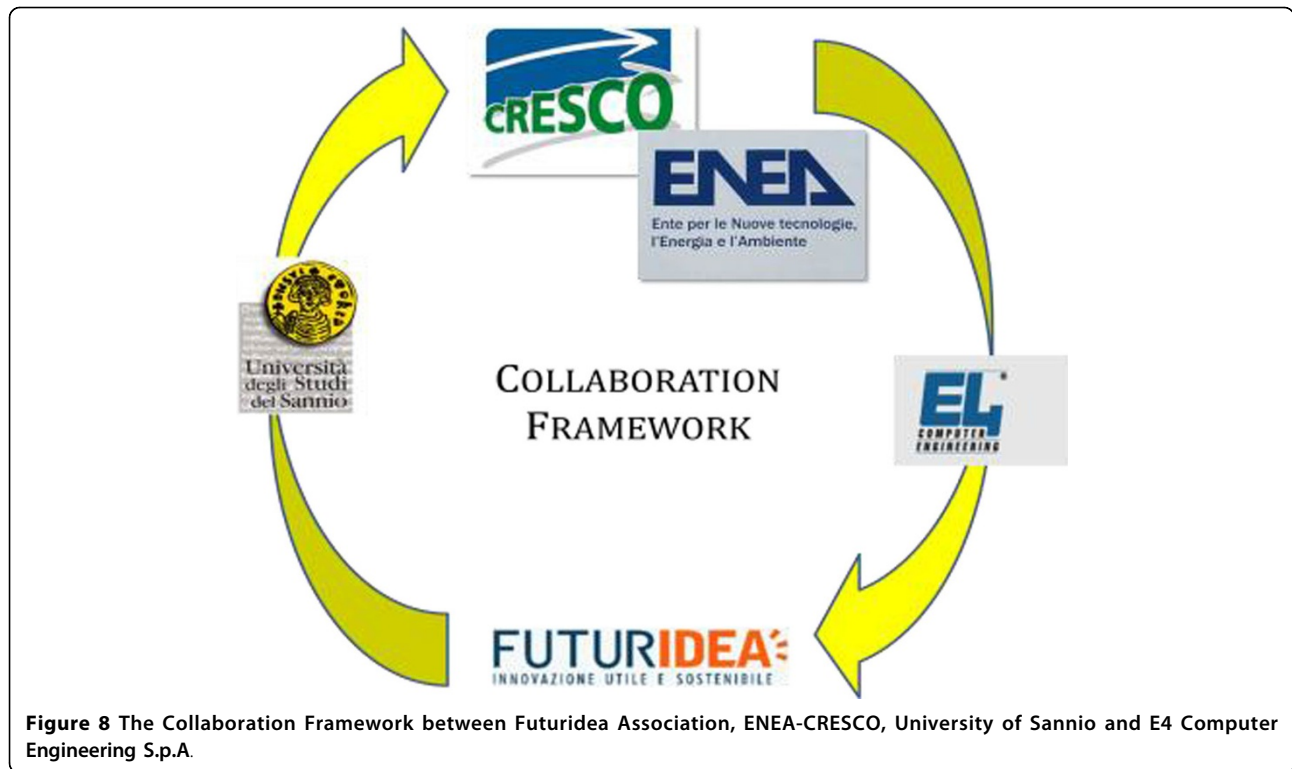 CRESCO
ENEA
Ente per le Nuove tecnologie,
l'Energia e l'Ambiente
Università
degli Studi
del Sannio
COLLABORATION
FRAMEWORK
E4
COMPUTER
ENGINEERING
FUTURIDEA
INNOVAZIONE UTILE E SOSTENIBILE
Figure 8 The Collaboration Framework between Futuridea Association, ENEA-CRESCO, University of Sannio and E4 Computer
Engineering S.p.A.